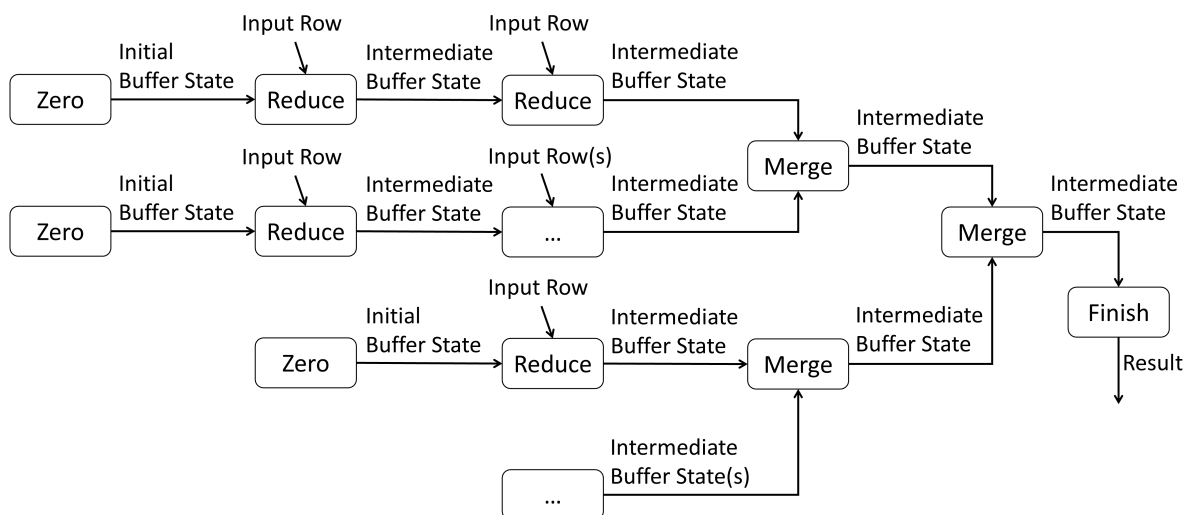 Input Row
Input Row
Initial
Buffer State
Intermediate
Buffer State
Intermediate
Buffer State
Zero
Reduce
Reduce
Intermediate
Buffer State
Merge
Input Row
Input Row(s)
Initial
Buffer State
Intermediate
Buffer State
Intermediate
Buffer State
Zero
Reduce
...
Intermediate
Buffer State
Merge
Input Row
Initial
Buffer State
Intermediate
Buffer State
Intermediate
Buffer State
Zero
Reduce
Merge
Finish
Result
Intermediate
Buffer State(s)
...